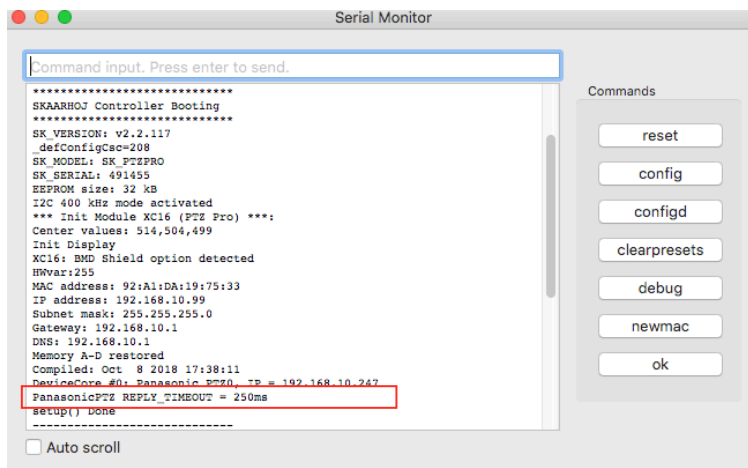 Serial Monitor
Command input. Press enter to send.
*****************************
SKAARHOJ Controller Booting
*****************************
SK_VERSION: v2.2.117
_defConfigCsc=208
SK_MODEL: SK_PTZPRO
SK_SERIAL: 491455
EEPROM size: 32 kB
I2C 400 kHz mode activated
*** Init Module XC16 (PTZ Pro) ***:
Center values: 514,504,499
Init Display
XC16: BMD Shield option detected
HWvar:255
MAC address: 92:A1:DA:19:75:33
IP address: 192.168.10.99
Subnet mask: 255.255.255.0
Gateway: 192.168.10.1
DNS: 192.168.10.1
Memory A-D restored
Compiled: Oct  8 2018 17:38:11
DeviceCore #0: Panasonic PTZ0, IP = 192.168.10.247
PanasonicPTZ REPLY_TIMEOUT = 250ms
setup() Done
-----------------------------
Auto scroll
Commands
reset
config
configd
clearpresets
debug
newmac
ok